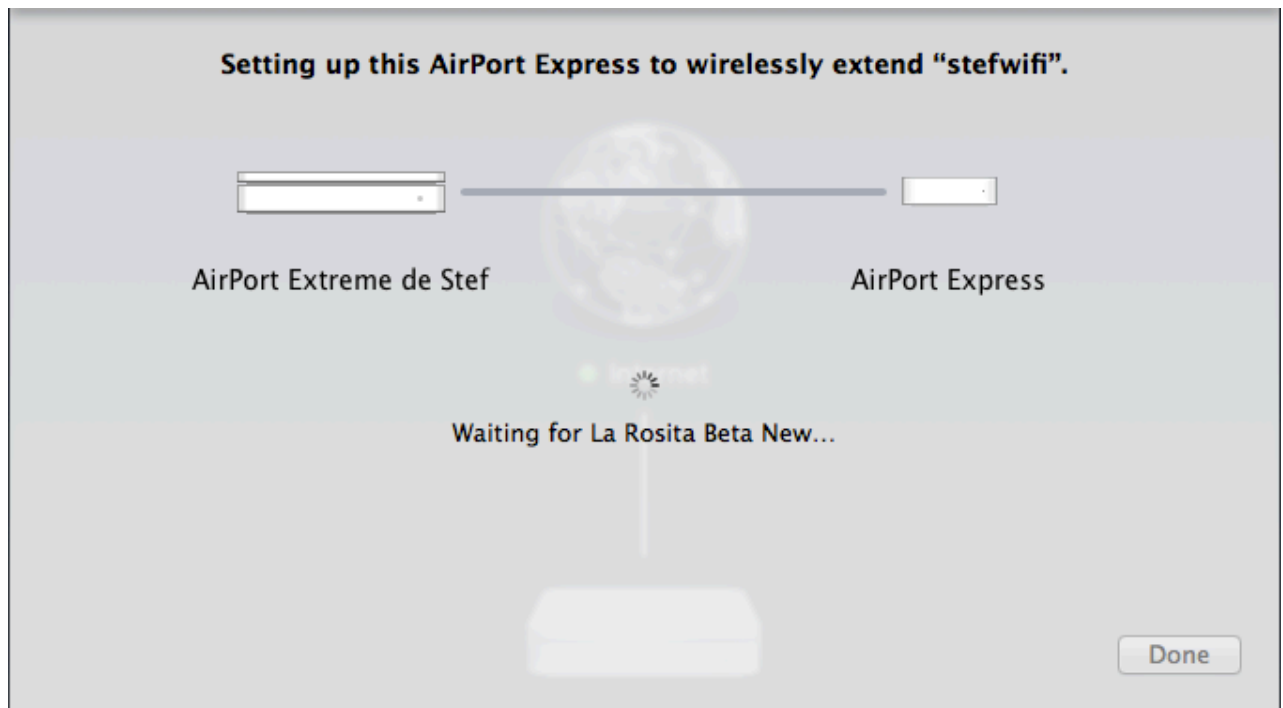 Setting up this AirPort Express to wirelessly extend “stefwifi”.
AirPort Extreme de Stef
AirPort Express
Internet
Waiting for La Rosita Beta New...
Done